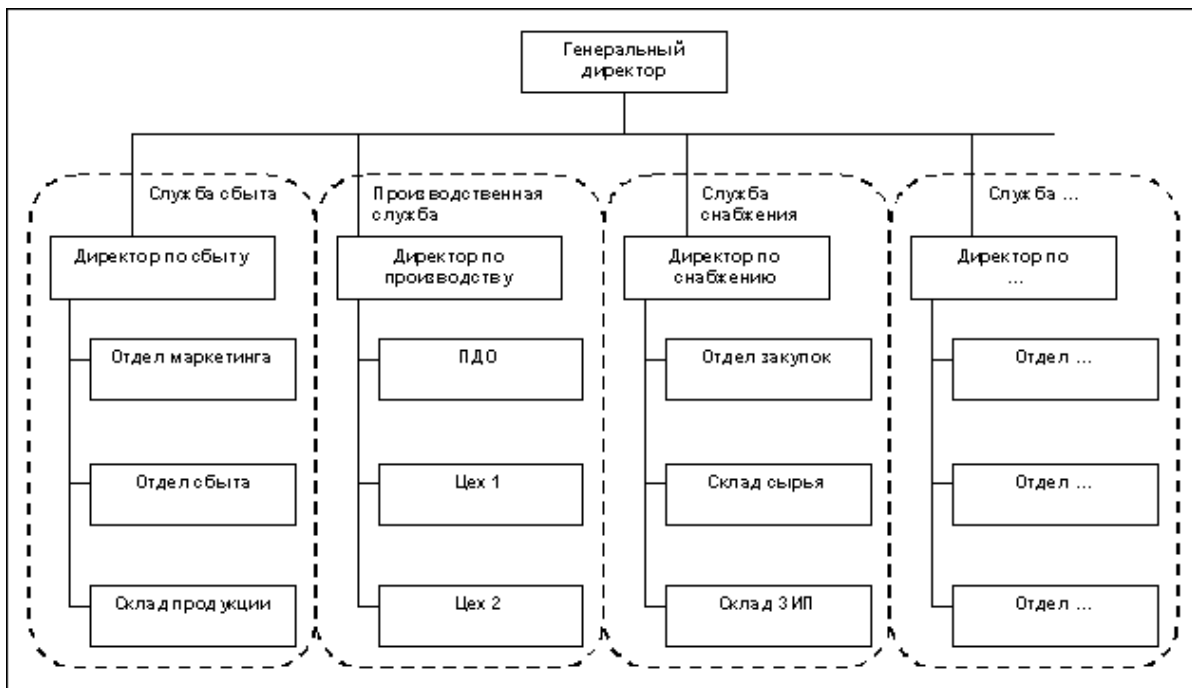 Генеральный
директор
Служба сбыта
Производственная
служба
Служба
снабжения
Служба ...
Директор по сбыту
Директор по
производству
Директор по
снабжению
Директор по
...
Отдел маркетинга
ПДО
Отдел закупок
Отдел ...
Отдел сбыта
Цех 1
Склад сырья
Отдел ...
Склад продукции
Цех 2
Склад ЗИП
Отдел ...